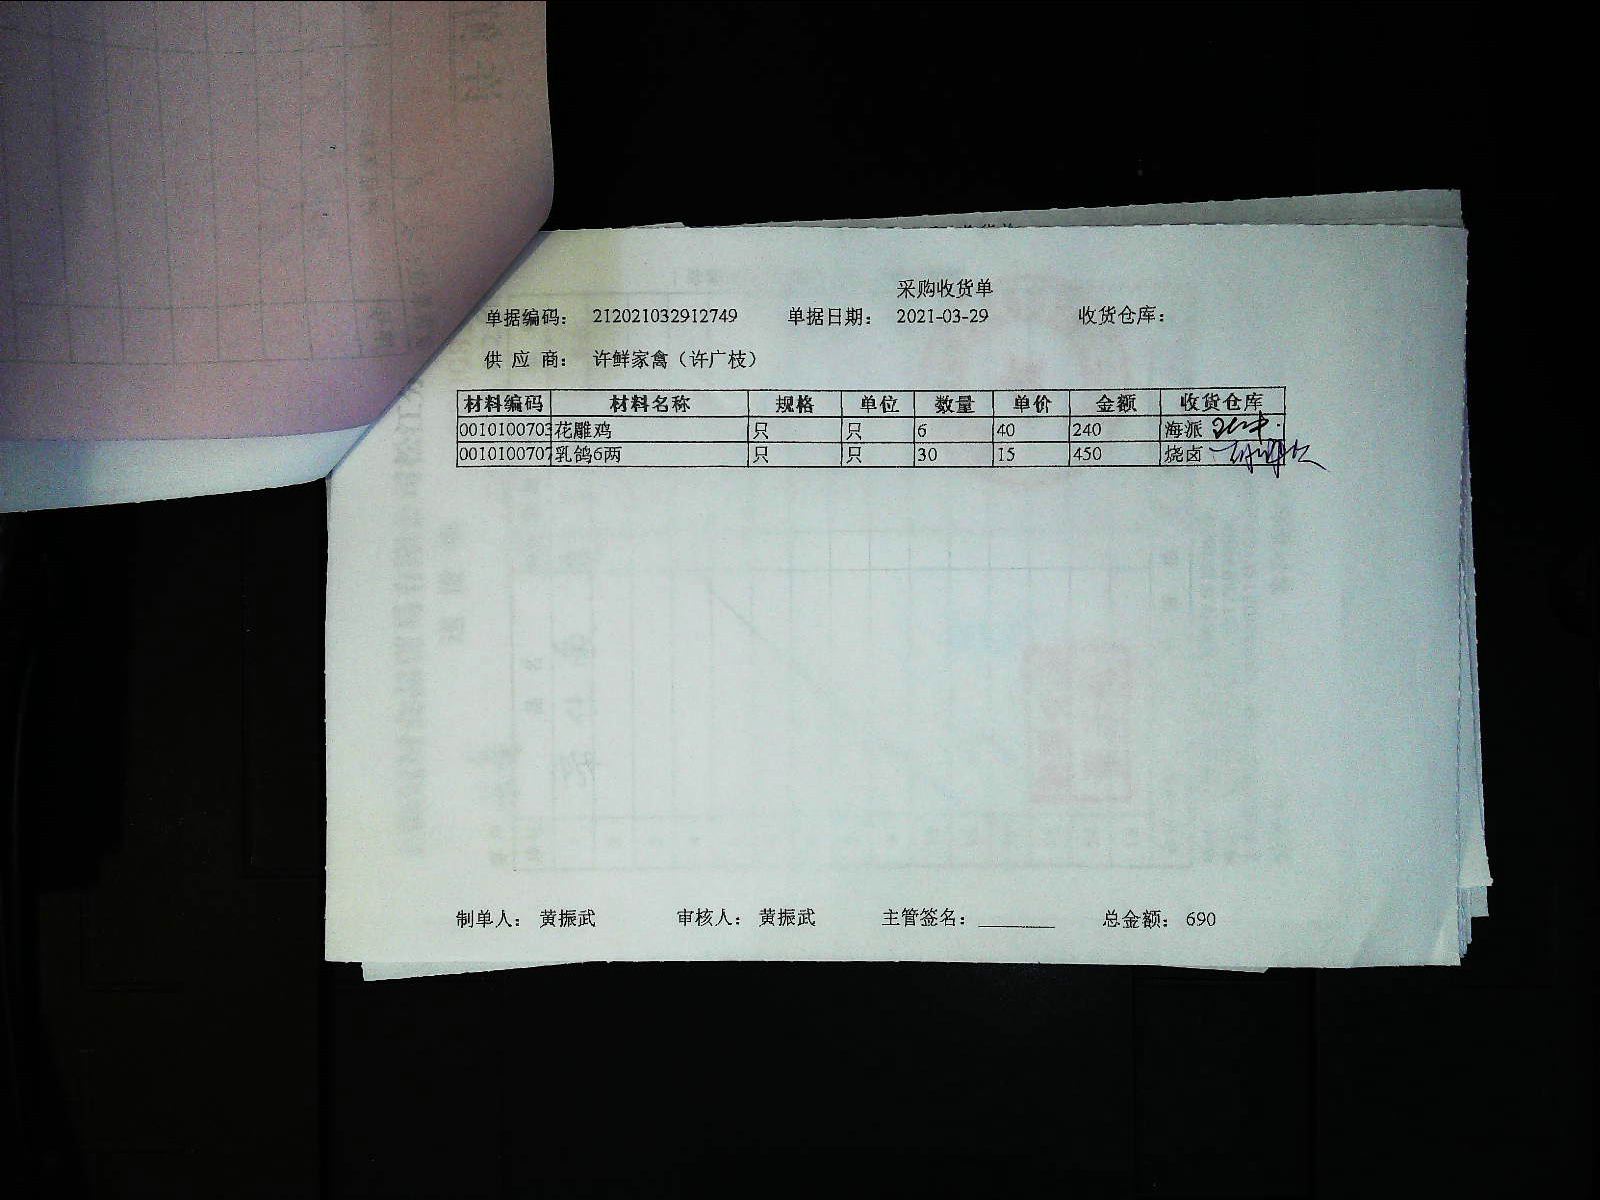 采购收货单
单据编码： 212021032912749 单据日期： 2021-03-29 收货仓库：
供 应 商： 许鲜家禽（许广枝）
材料编码 材料名称 规格 单位 数量 单价 金额 收货仓库
0010100703 花雕鸡 只 只 6 40 240 海派
0010100707 乳鸽6两 只 只 30 15 450 烧卤
制单人： 黄振武 审核人： 黄振武 主管签名： 总金额： 690